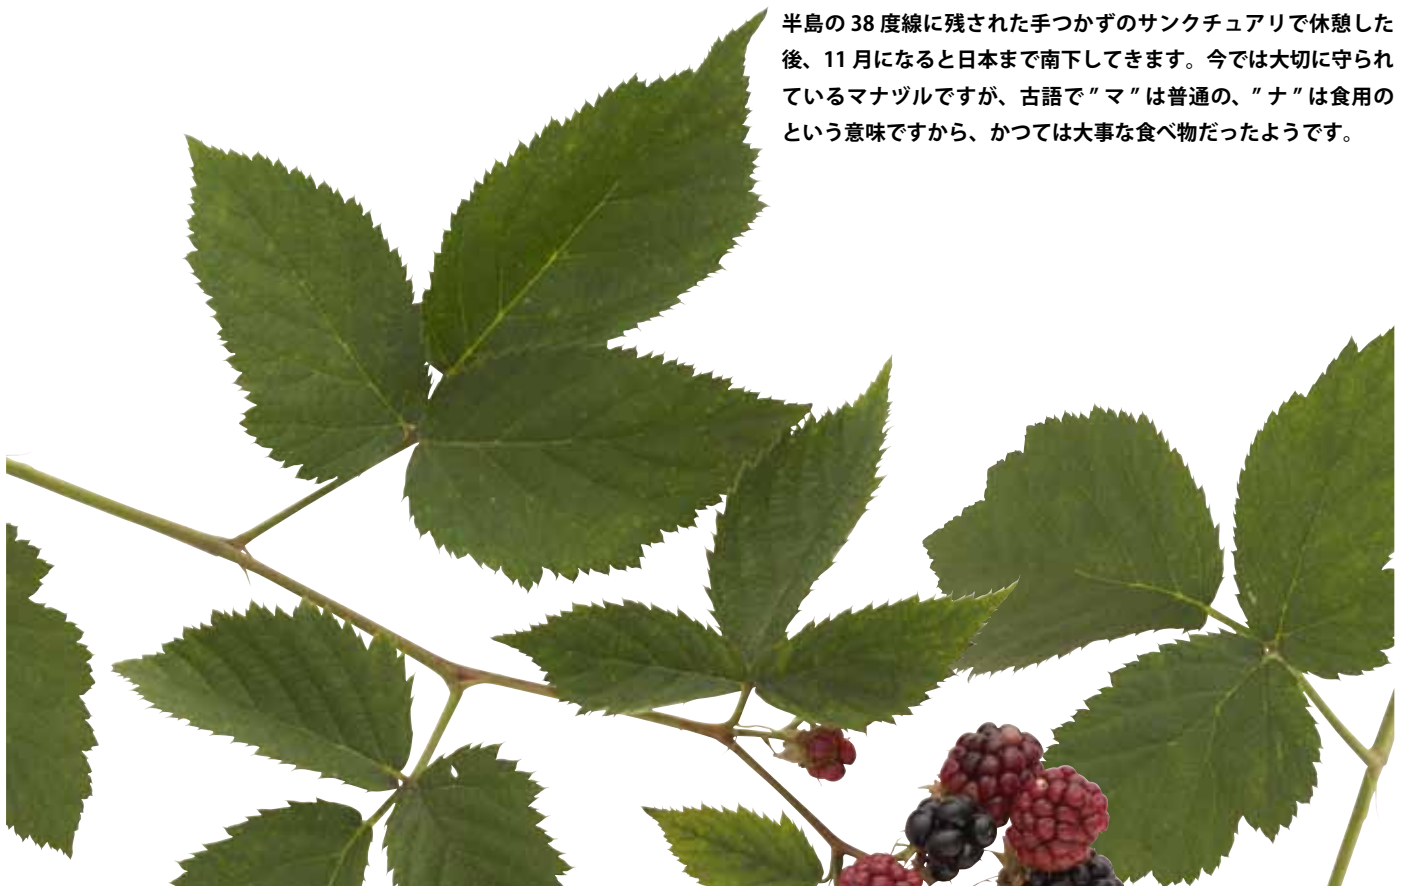 半島の 38 度線に残された手つかずのサンクチュアリで休憩した
後、11 月になると日本まで南下してきます。今では大切に守られ
ているマナヅルですが、古語で ” マ ” は普通の、” ナ ” は食用の
という意味ですから、かつては大事な食べ物だったようです。